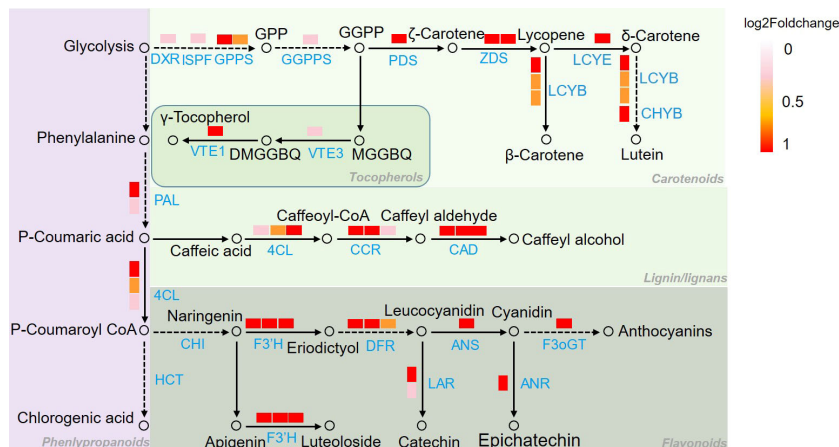 log2Foldchange
0
0.5
1
Glycolysis
GPP
GGPP
ζ-Carotene
Lycopene
δ-Carotene
DXR
ISPF
GPPS
GGPPS
PDS
ZDS
LCYE
LCYB
LCYB
CHYB
γ-Tocopherol
Phenylalanine
VTE1
DMGGBQ
VTE3
MGGBQ
β-Carotene
Lutein
Tocopherols
Carotenoids
PAL
Caffeoyl-CoA
Caffeyl aldehyde
P-Coumaric acid
Caffeic acid
4CL
CCR
CAD
Caffeyl alcohol
Lignin/lignans
4CL
Naringenin
Leucocyanidin
Cyanidin
P-Coumaroyl CoA
CHI
F3'H
Eriodictyol
DFR
ANS
F3oGT
Anthocyanins
HCT
LAR
ANR
Chlorogenic acid
Apigenin
F3'H
Luteoloside
Catechin
Epichatechin
Phenlypropanoids
Flavonoids